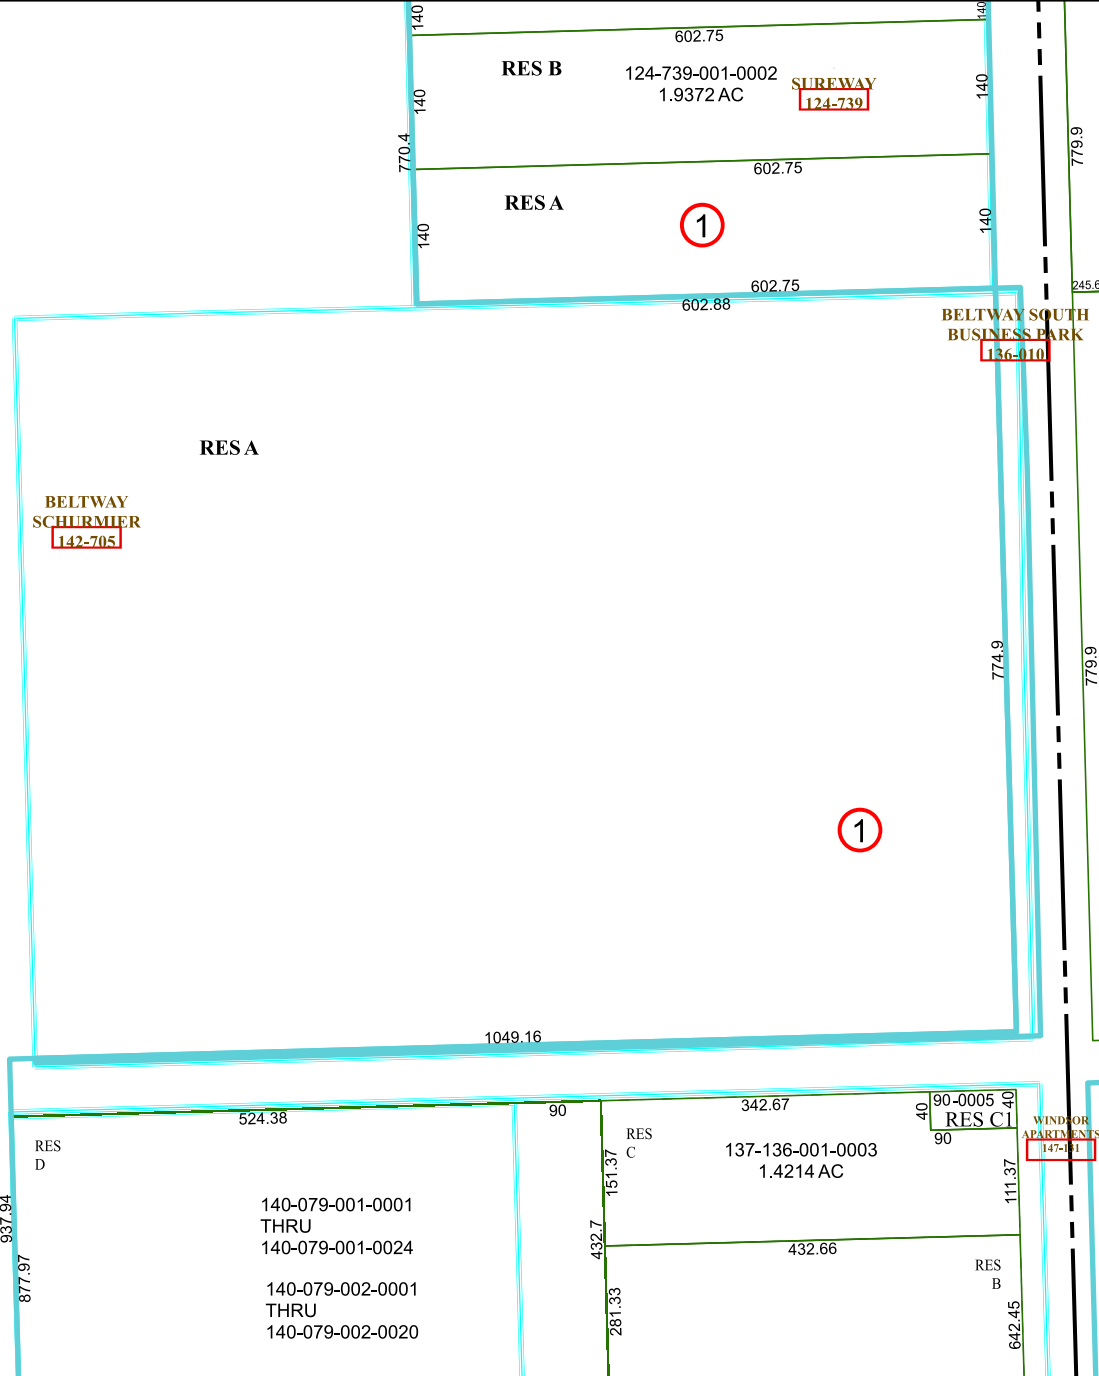 140
140
602.75
RES B
124-739-001-0002
1.9372 AC
SUREWAY
124-739
140
140
770.4
779.9
602.75
RES A
1
140
140
602.75
602.88
245.6
BELTWAY SOUTH
BUSINESS PARK
136-010
RES A
BELTWAY
SCHURMIER
142-705
774.9
779.9
1
1049.16
524.38
90
342.67
40
90-0005
40
RES C1
90
WINDSOR
APARTMENTS
RES
D
RES
C
151.37
137-136-001-0003
1.4214 AC
111.37
937.94
877.97
140-079-001-0001
THRU
140-079-001-0024
140-079-002-0001
THRU
140-079-002-0020
432.7
432.66
281.33
RES
B
642.45